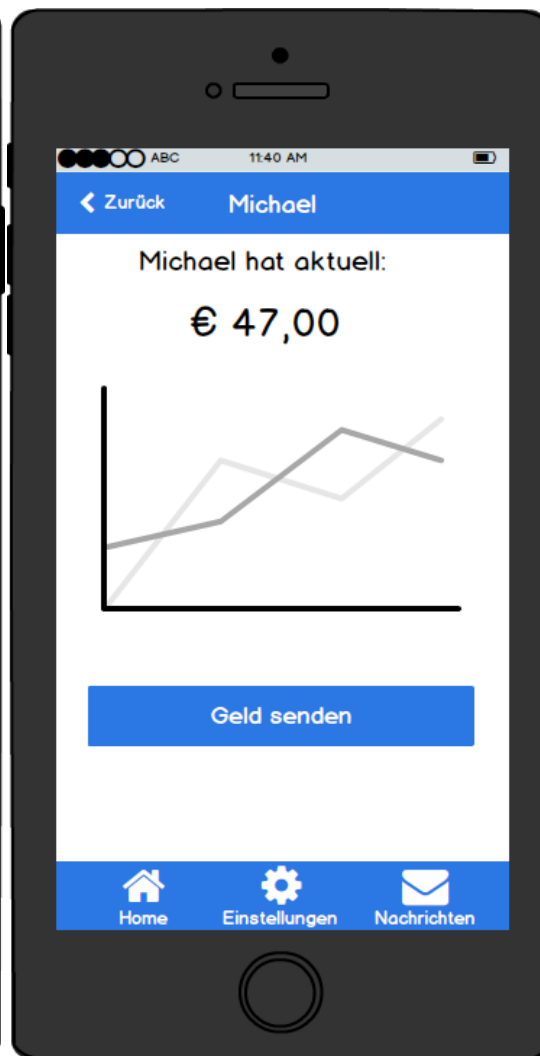 ABC 11:40 AM
Zurück Michael
Michael hat aktuell:
€ 47,00
Geld senden
Home Einstellungen Nachrichten